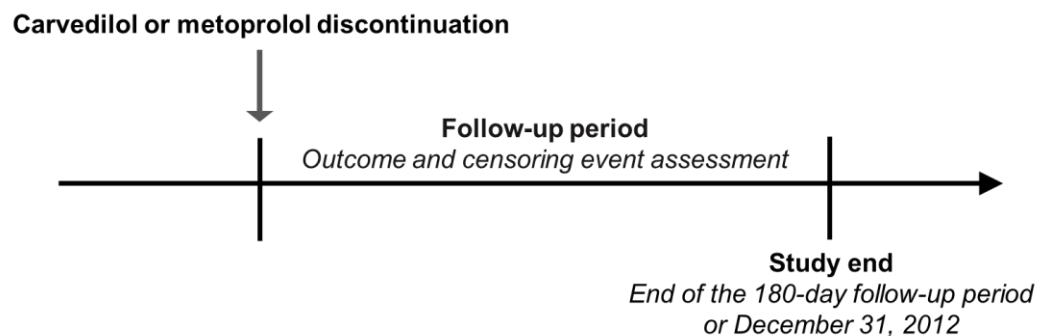 Carvedilol or metoprolol discontinuation
Follow-up period
Outcome and censoring event assessment
Study end
End of the 180-day follow-up period
or December 31, 2012